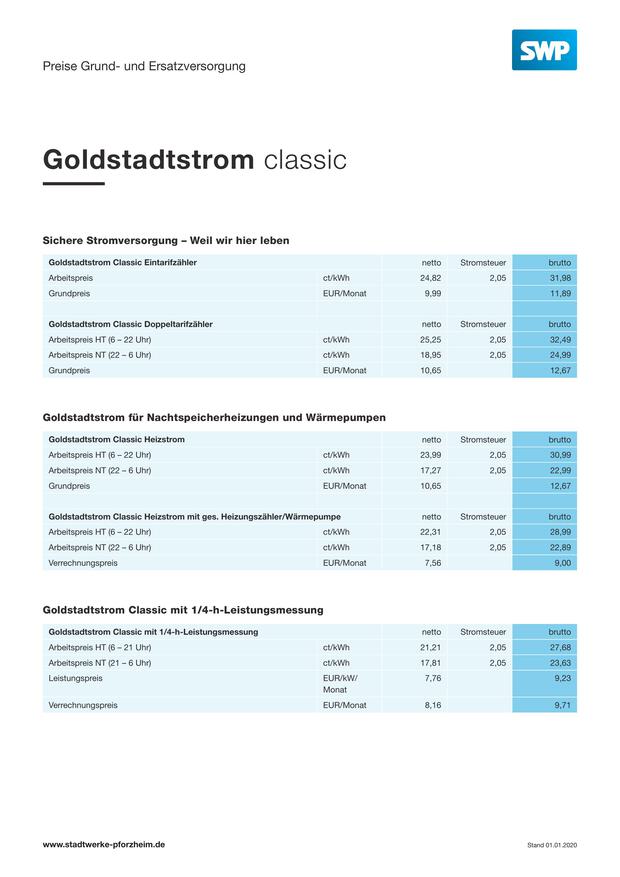 SWP
Preise Grund- und Ersatzversorgung
Goldstadtstrom classic
Sichere Stromversorgung – Weil wir hier leben
Goldstadtstrom Classic Eintarifzähler netto Stromsteuer brutto
Arbeitspreis ct/kWh 24,82 2,05 31,98
Grundpreis EUR/Monat 9,99 11,89
Goldstadtstrom Classic Doppeltarifzähler netto Stromsteuer brutto
Arbeitspreis HT (6 – 22 Uhr) ct/kWh 25,25 2,05 32,49
Arbeitspreis NT (22 – 6 Uhr) ct/kWh 18,95 2,05 24,99
Grundpreis EUR/Monat 10,65 12,67
Goldstadtstrom für Nachtspeicherheizungen und Wärmepumpen
Goldstadtstrom Classic Heizstrom netto Stromsteuer brutto
Arbeitspreis HT (6 – 22 Uhr) ct/kWh 23,99 2,05 30,99
Arbeitspreis NT (22 – 6 Uhr) ct/kWh 17,27 2,05 22,99
Grundpreis EUR/Monat 10,65 12,67
Goldstadtstrom Classic Heizstrom mit ges. Heizungszähler/Wärmepumpe netto Stromsteuer brutto
Arbeitspreis HT (6 – 22 Uhr) ct/kWh 22,31 2,05 28,99
Arbeitspreis NT (22 – 6 Uhr) ct/kWh 17,18 2,05 22,89
Verrechnungspreis EUR/Monat 7,56 9,00
Goldstadtstrom Classic mit 1/4-h-Leistungsmessung
Goldstadtstrom Classic mit 1/4-h-Leistungsmessung netto Stromsteuer brutto
Arbeitspreis HT (6 – 21 Uhr) ct/kWh 21,21 2,05 27,68
Arbeitspreis NT (21 – 6 Uhr) ct/kWh 17,81 2,05 23,63
Leistungspreis EUR/kW/ 7,76 9,23
Monat
Verrechnungspreis EUR/Monat 8,16 9,71
www.stadtwerke-pforzheim.de Stand 01.01.2020